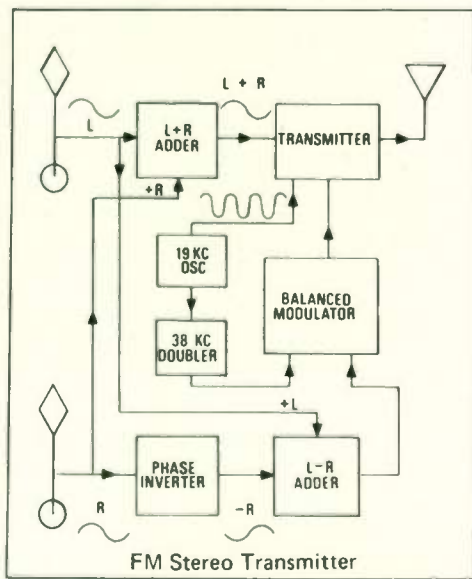 L
L+R
ADDER
L + R
TRANSMITTER
+R
19 KC
OSC
38 KC
DOUBLER
BALANCED
MODULATOR
+L
PHASE
INVERTER
L-R
ADDER
R
-R
FM Stereo Transmitter